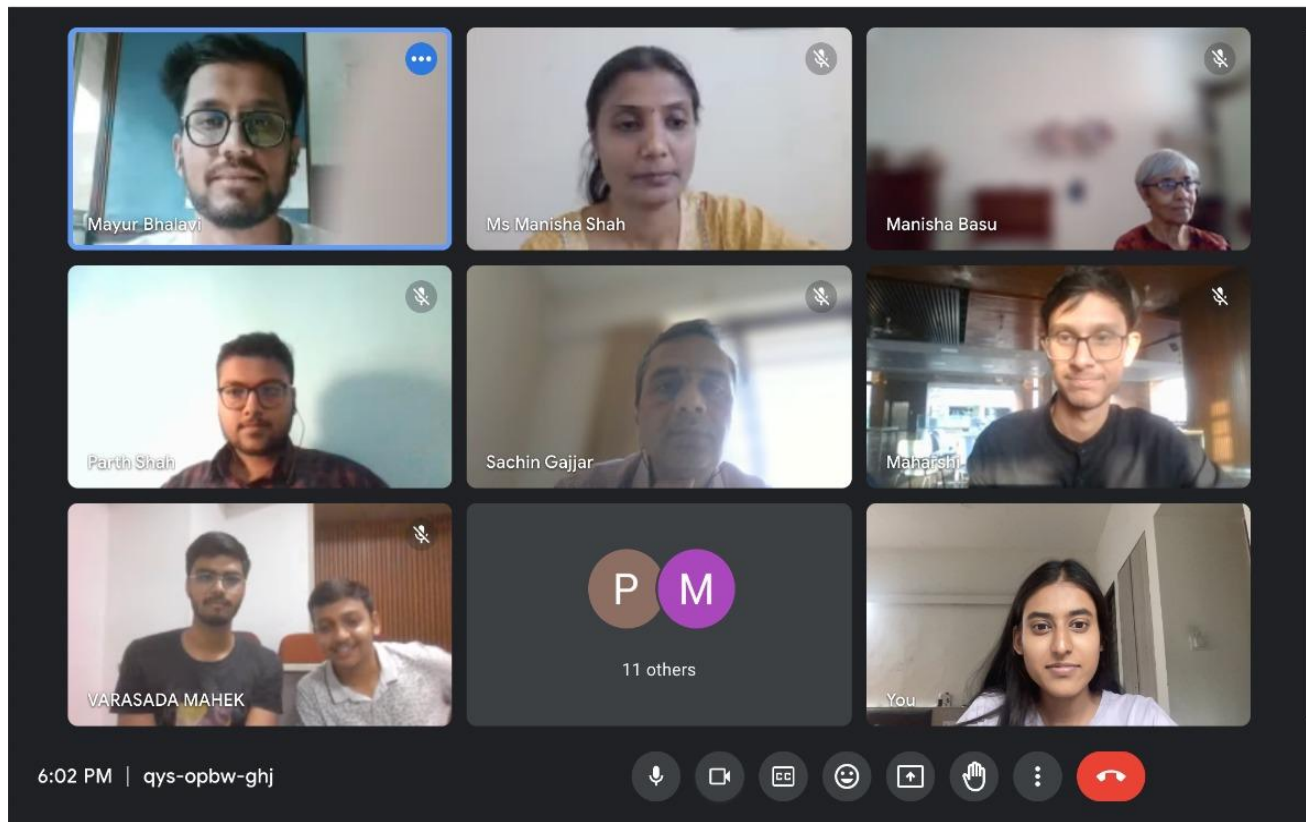 Mayur Bhalavi
Ms Manisha Shah
Manisha Basu
Parth Shah
Sachin Gajjar
Maharshi
VARASADA MAHEK
P M
11 others
You
6:02 PM | qys-opbw-ghj
CC